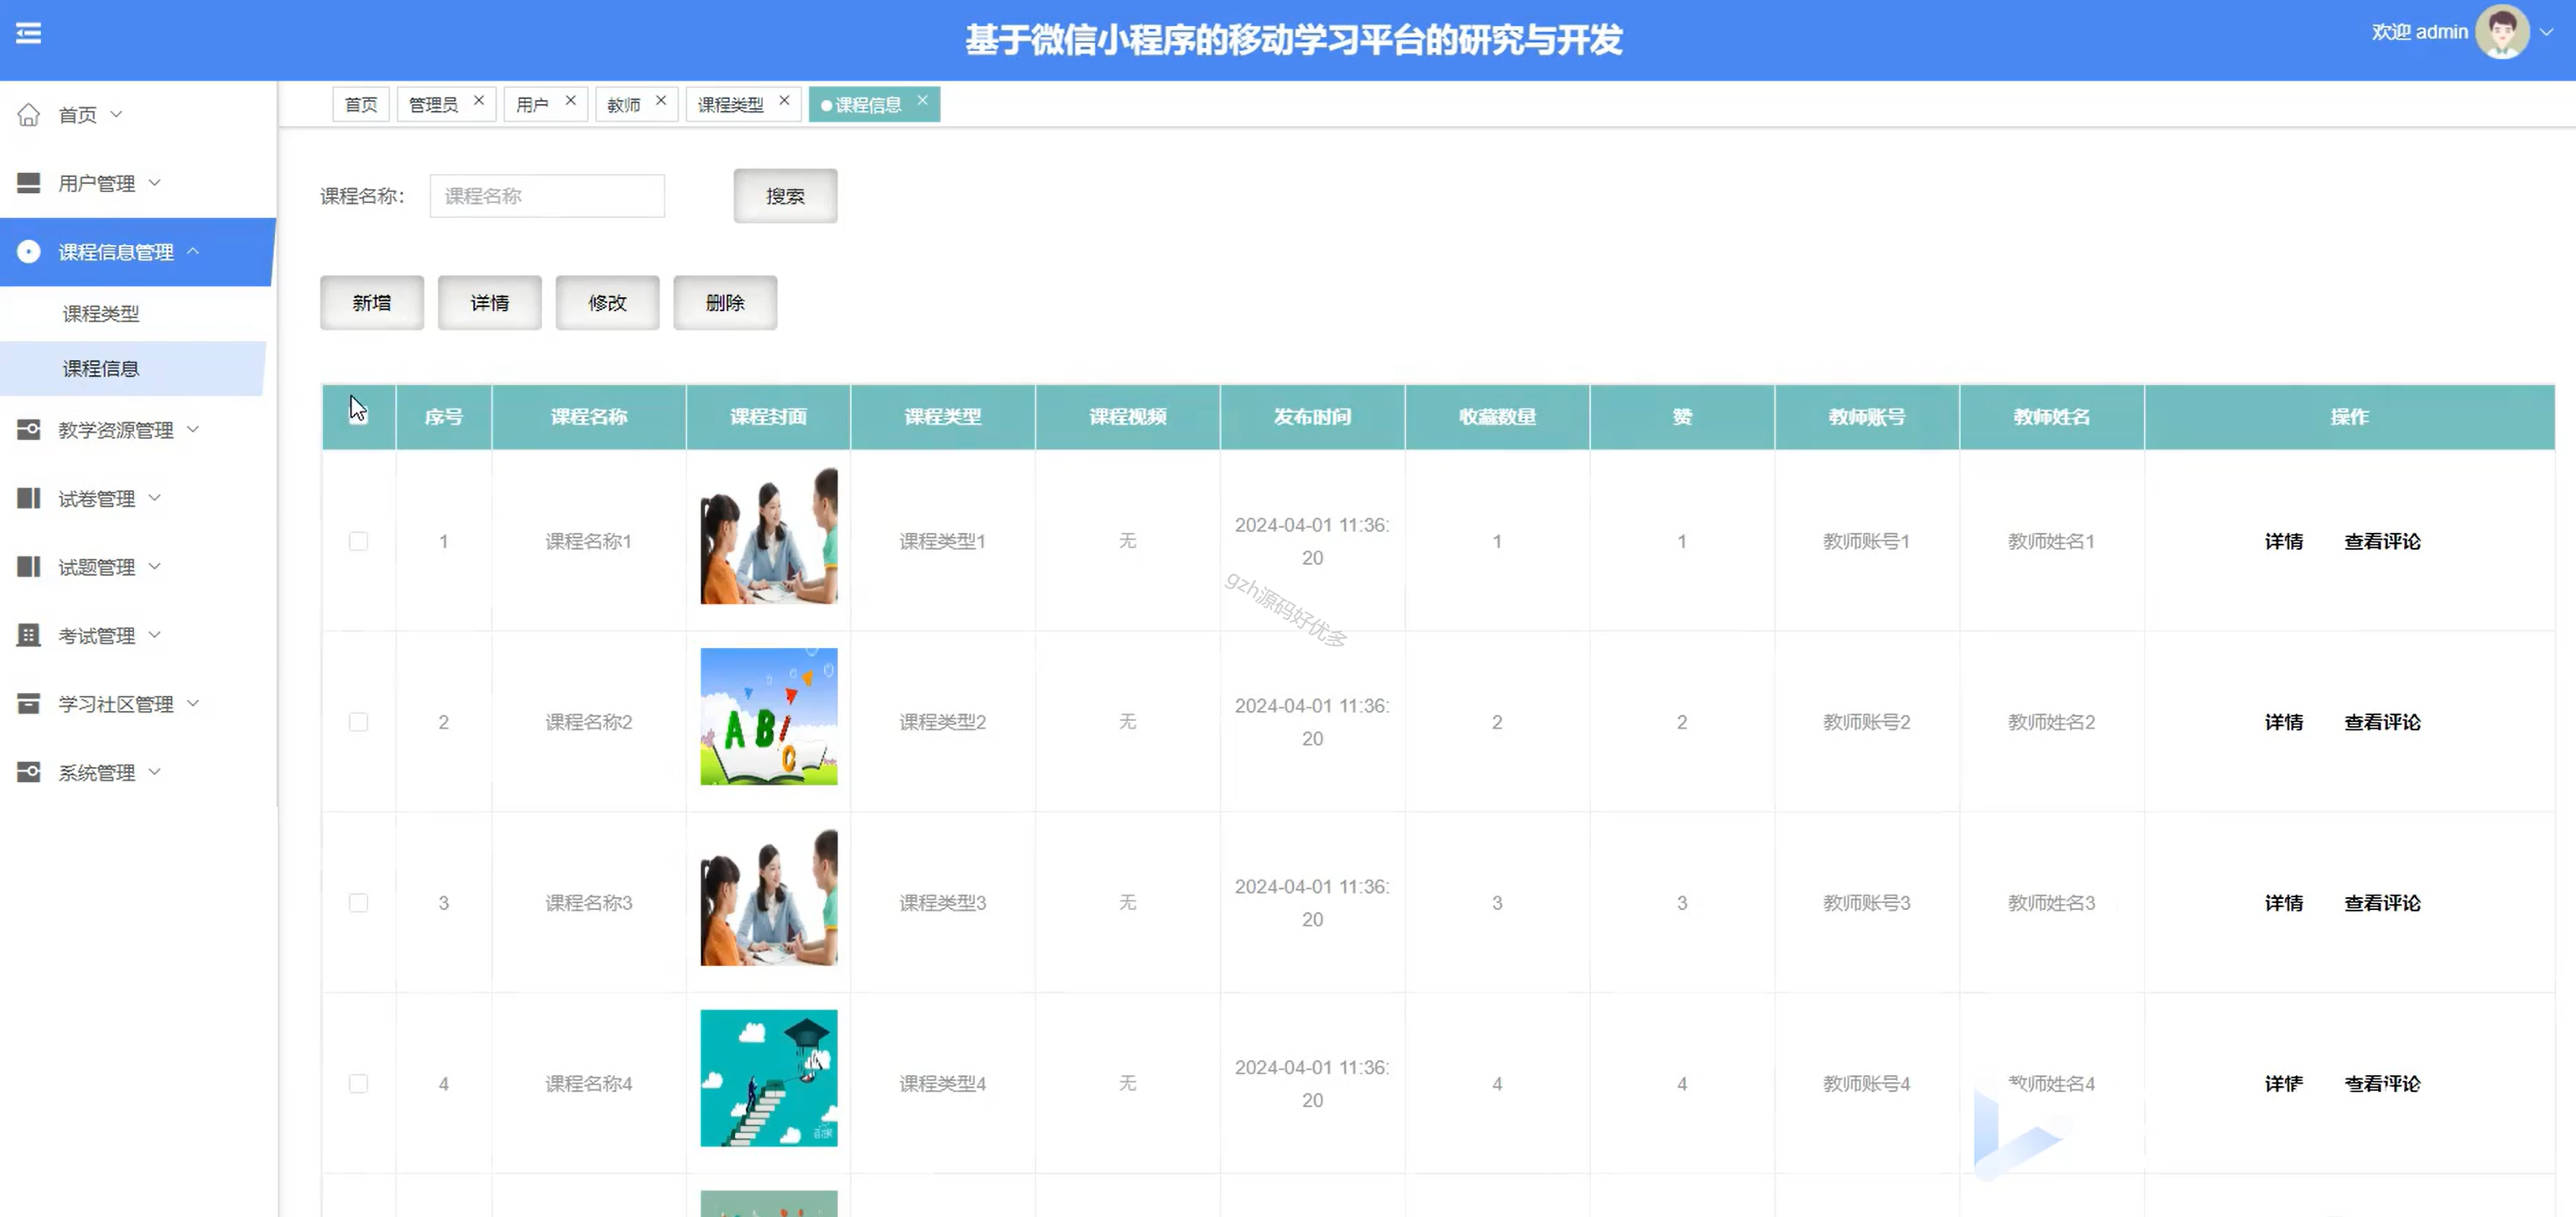 基于微信小程序的移动学习平台的研究与开发
欢迎 admin
首页
用户管理
课程信息管理
课程类型
课程信息
教学资源管理
试卷管理
试题管理
考试管理
学习社区管理
系统管理
首页 管理员 用户 教师 课程类型 课程信息
课程名称： 课程名称 搜索
新增 详情 修改 删除
序号 课程名称 课程封面 课程类型 课程视频 发布时间 收藏数量 赞 教师账号 教师姓名 操作
1 课程名称1 课程类型1 无 2024-04-01 11:36: 1 1 教师账号1 教师姓名1 详情 查看评论
20
gzh源码好优多
2 课程名称2 A B C 课程类型2 无 2024-04-01 11:36: 2 2 教师账号2 教师姓名2 详情 查看评论
20
3 课程名称3 课程类型3 无 2024-04-01 11:36: 3 3 教师账号3 教师姓名3 详情 查看评论
20
4 课程名称4 课程类型4 无 2024-04-01 11:36: 4 4 教师账号4 教师姓名4 详情 查看评论
20